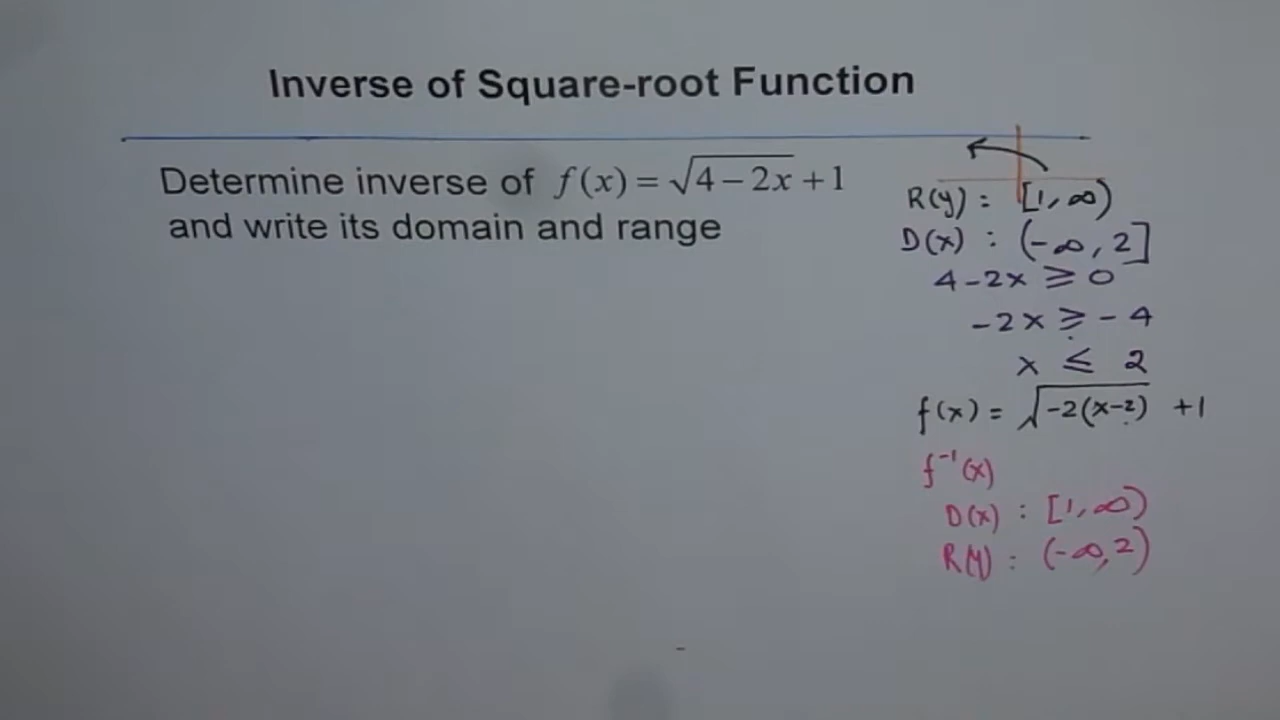 Inverse of Square-root Function
Determine inverse of f(x) = √4 − 2x + 1
and write its domain and range
R(y) : [1, ∞)
D(x) : (-∞, 2]
4 - 2x ≥ 0
-2x ≥ -4
x ≤ 2
f(x) = √-2(x-2) + 1
f⁻¹(x)
D(x) : [1, ∞)
R(y) : (-∞, 2)